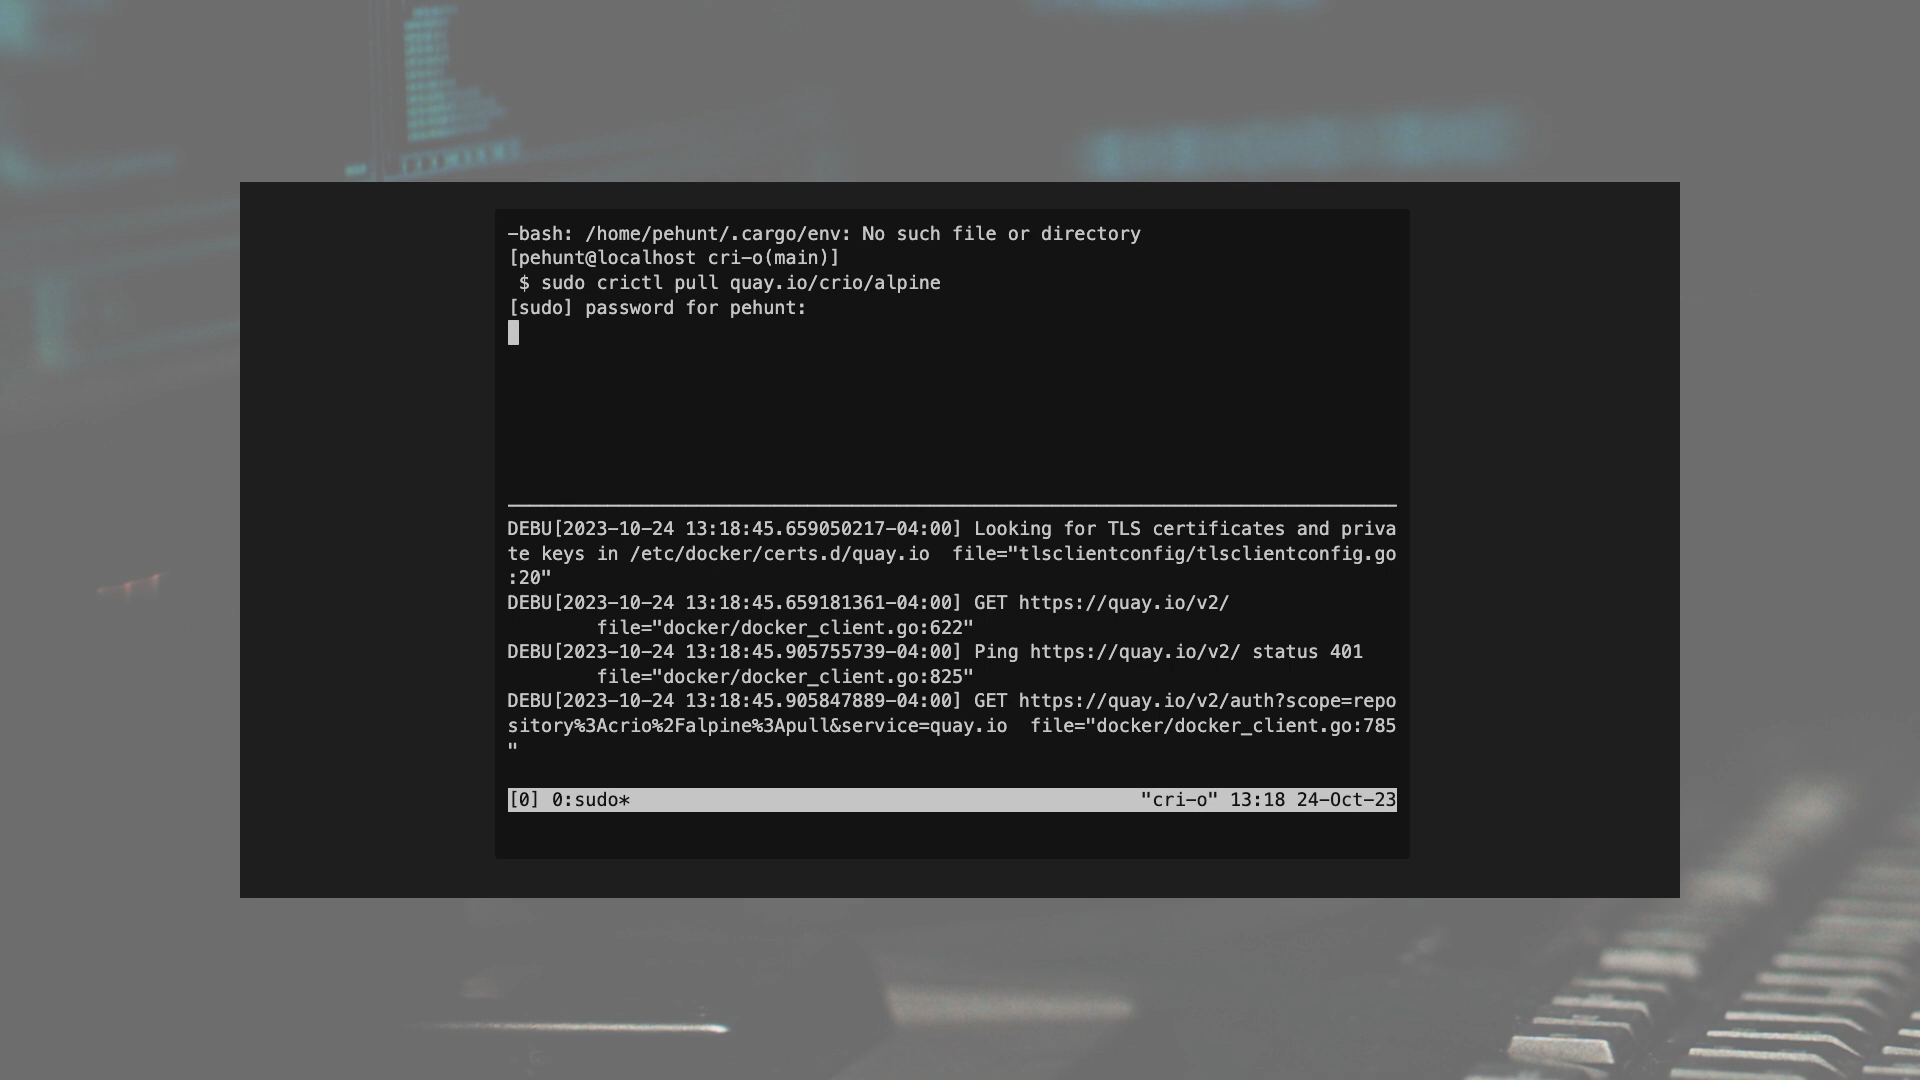 -bash: /home/pehunt/.cargo/env: No such file or directory
[pehunt@localhost cri-o(main)]
$ sudo crictl pull quay.io/crio/alpine
[sudo] password for pehunt:
DEBU[2023-10-24 13:18:45.659050217-04:00] Looking for TLS certificates and priva
te keys in /etc/docker/certs.d/quay.io  file="tlsclientconfig/tlsclientconfig.go
:20"
DEBU[2023-10-24 13:18:45.659181361-04:00] GET https://quay.io/v2/
file="docker/docker_client.go:622"
DEBU[2023-10-24 13:18:45.905755739-04:00] Ping https://quay.io/v2/ status 401
file="docker/docker_client.go:825"
DEBU[2023-10-24 13:18:45.905847889-04:00] GET https://quay.io/v2/auth?scope=repo
sitory%3Acrio%2Falpine%3Apull&service=quay.io  file="docker/docker_client.go:785
"
[0] 0:sudo* "cri-o" 13:18 24-Oct-23